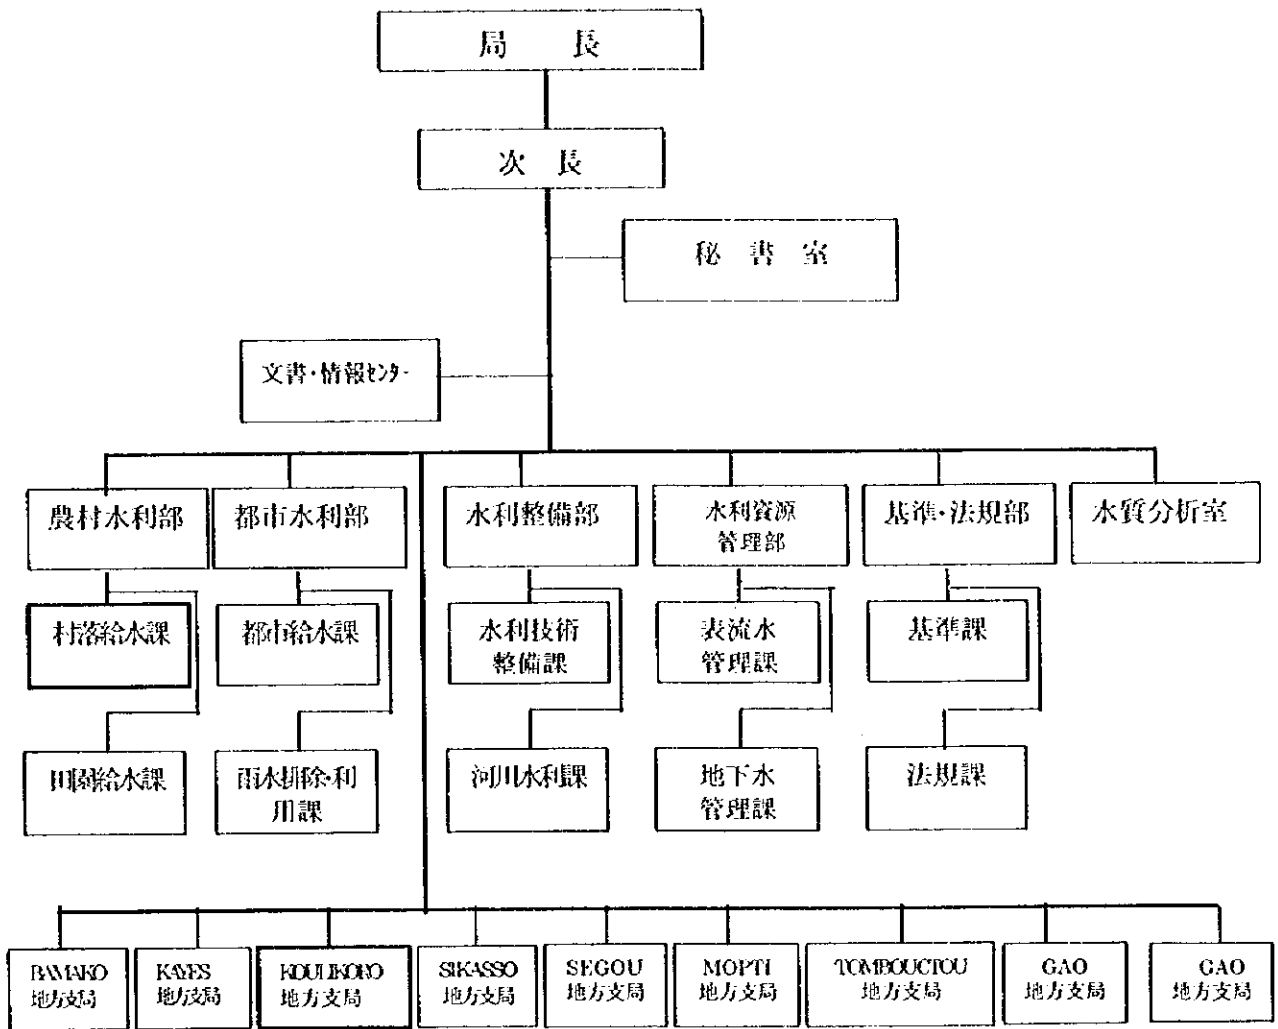 局 長
次 長
秘 書 室
文書・情報ｾﾝﾀｰ
農村水利部
都市水利部
水利整備部
水利資源
管理部
基準・法規部
水質分析室
村落給水課
都市給水課
水利技術
整備課
表流水
管理課
基準課
田園給水課
雨水排除・利
用課
河川水利課
地下水
管理課
法規課
BAMAKO
地方支局
KAYES
地方支局
KOULIKORO
地方支局
SIKASSO
地方支局
SEGOU
地方支局
MOPTI
地方支局
TOMBOUCTOU
地方支局
GAO
地方支局
GAO
地方支局